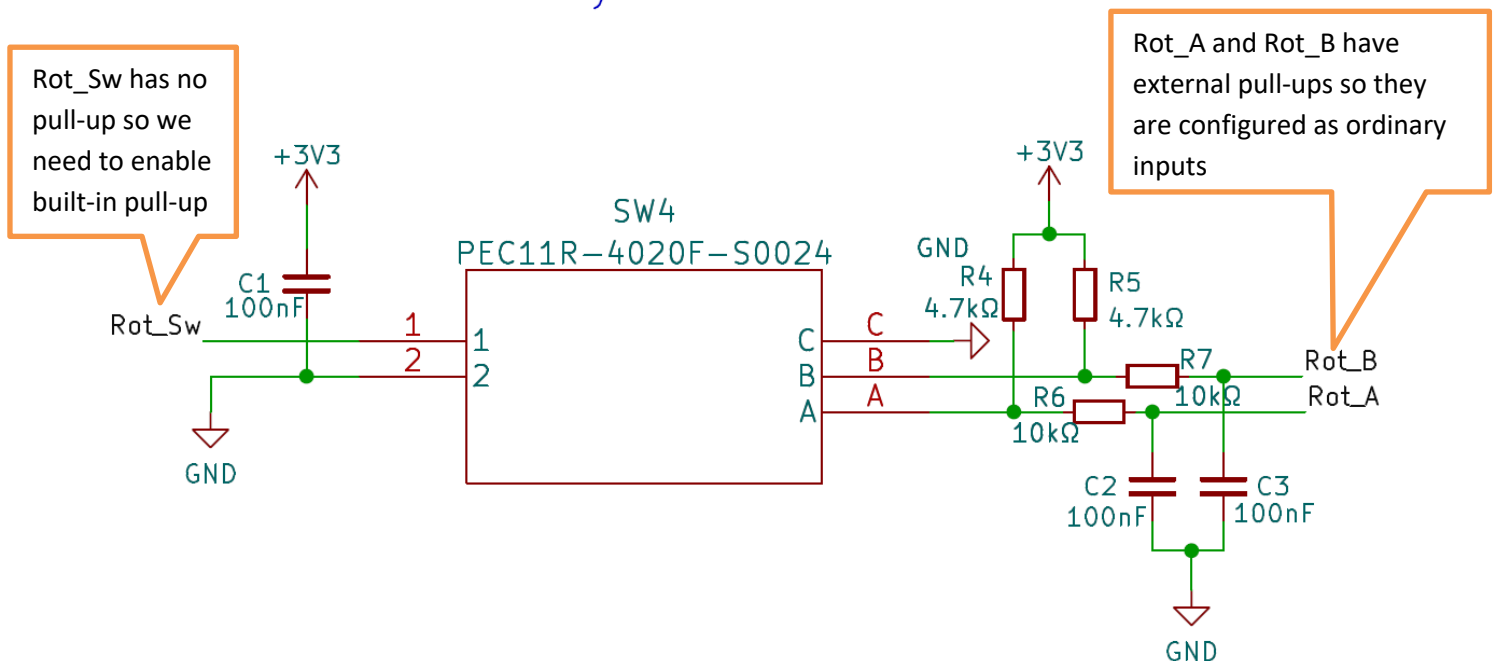 Rot_Sw has no
pull-up so we
need to enable
built-in pull-up
Rot_A and Rot_B have
external pull-ups so they
are configured as ordinary
inputs
+3V3
+3V3
SW4
PEC11R-4020F-S0024
GND
C1
100nF
R4
4.7kΩ
R5
4.7kΩ
Rot_Sw
1
1
2
2
C
C
B
B
A
A
R7
10kΩ
Rot_B
R6
10kΩ
Rot_A
GND
C2
100nF
C3
100nF
GND